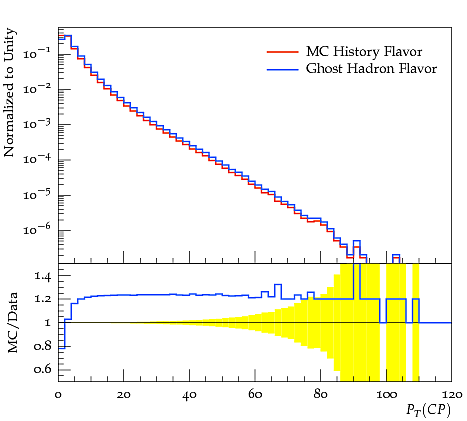 Normalized to Unity
10⁻¹
10⁻²
10⁻³
10⁻⁴
10⁻⁵
10⁻⁶
MC History Flavor
Ghost Hadron Flavor
MC/Data
1.4
1.2
1
0.8
0.6
0 20 40 60 80 100 120
P_T(CP)